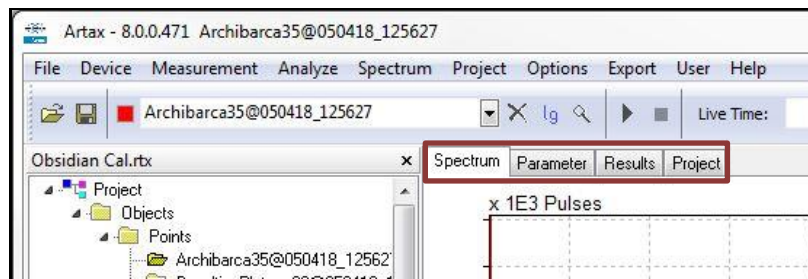 Artax - 8.0.0.471 Archibarca35@050418_125627
File Device Measurement Analyze Spectrum Project Options Export User Help
Archibarca35@050418_125627 lg Live Time:
Obsidian Cal.rtx x Spectrum Parameter Results Project
Project
x 1E3 Pulses
Objects
Points
Archibarca35@050418_12562